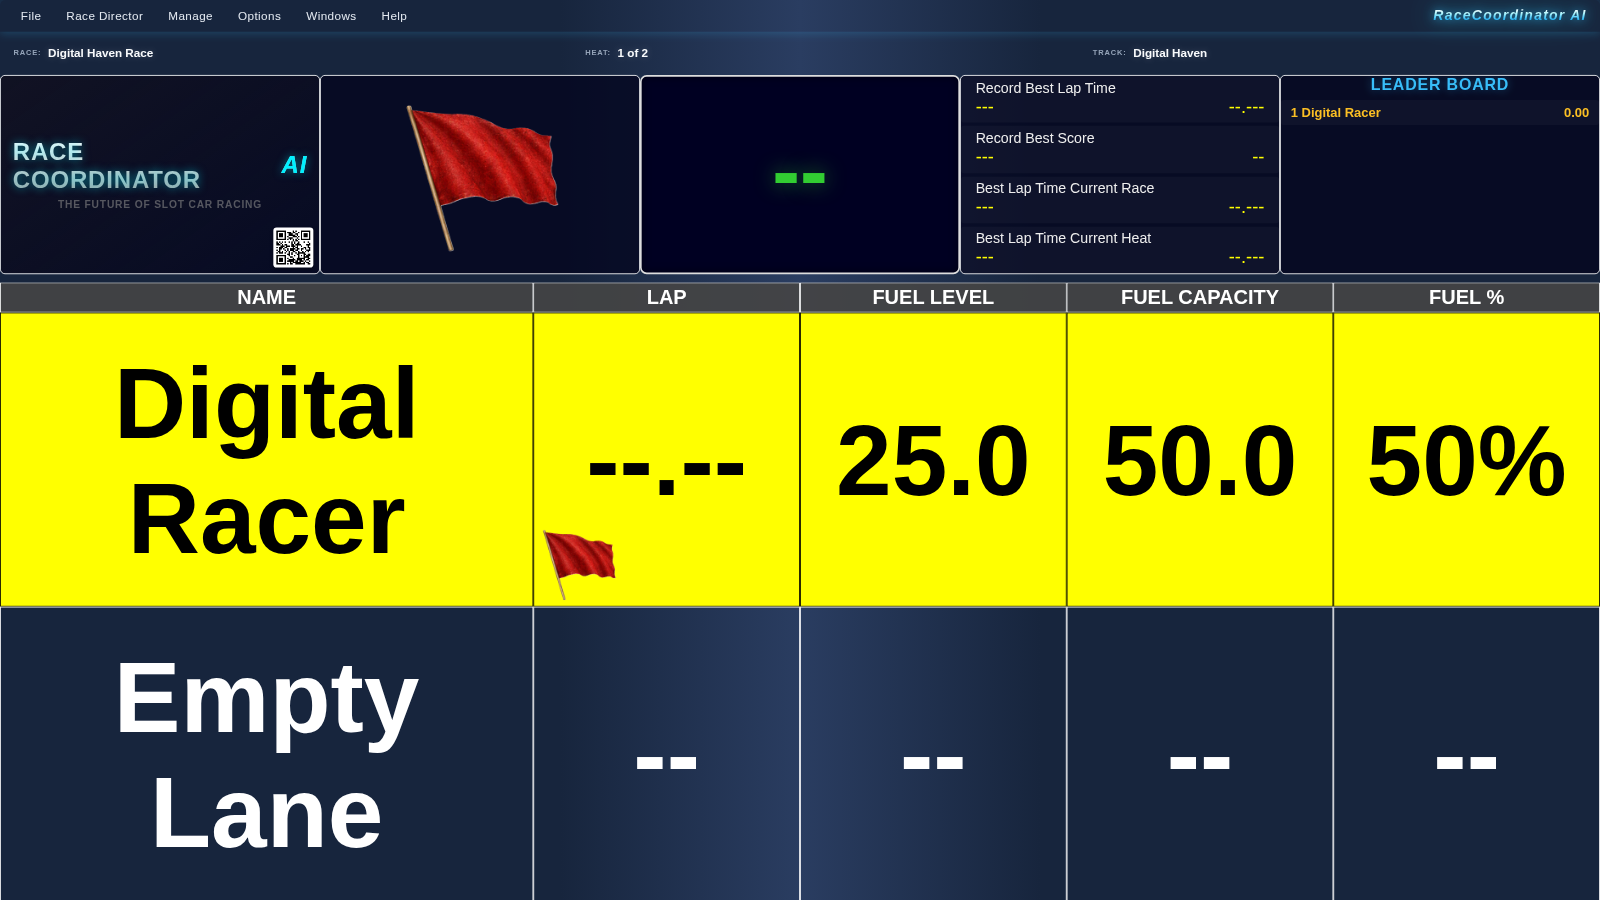 File Race Director Manage Options Windows Help
RaceCoordinator AI
RACE: Digital Haven Race
HEAT: 1 of 2
TRACK: Digital Haven
RACE
COORDINATOR
AI
THE FUTURE OF SLOT CAR RACING
--
Record Best Lap Time
--- --.---
Record Best Score
--- --
Best Lap Time Current Race
--- --.---
Best Lap Time Current Heat
--- --.---
LEADER BOARD
1 Digital Racer 0.00
NAME LAP FUEL LEVEL FUEL CAPACITY FUEL %
Digital
Racer
--.-- 25.0 50.0 50%
Empty
Lane
-- -- -- --